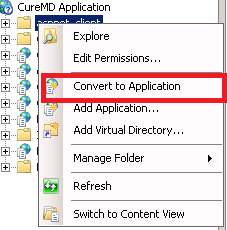 CureMD Application
aspnet_client
Explore
Edit Permissions...
Convert to Application
Add Application...
Add Virtual Directory...
Manage Folder
Refresh
Switch to Content View